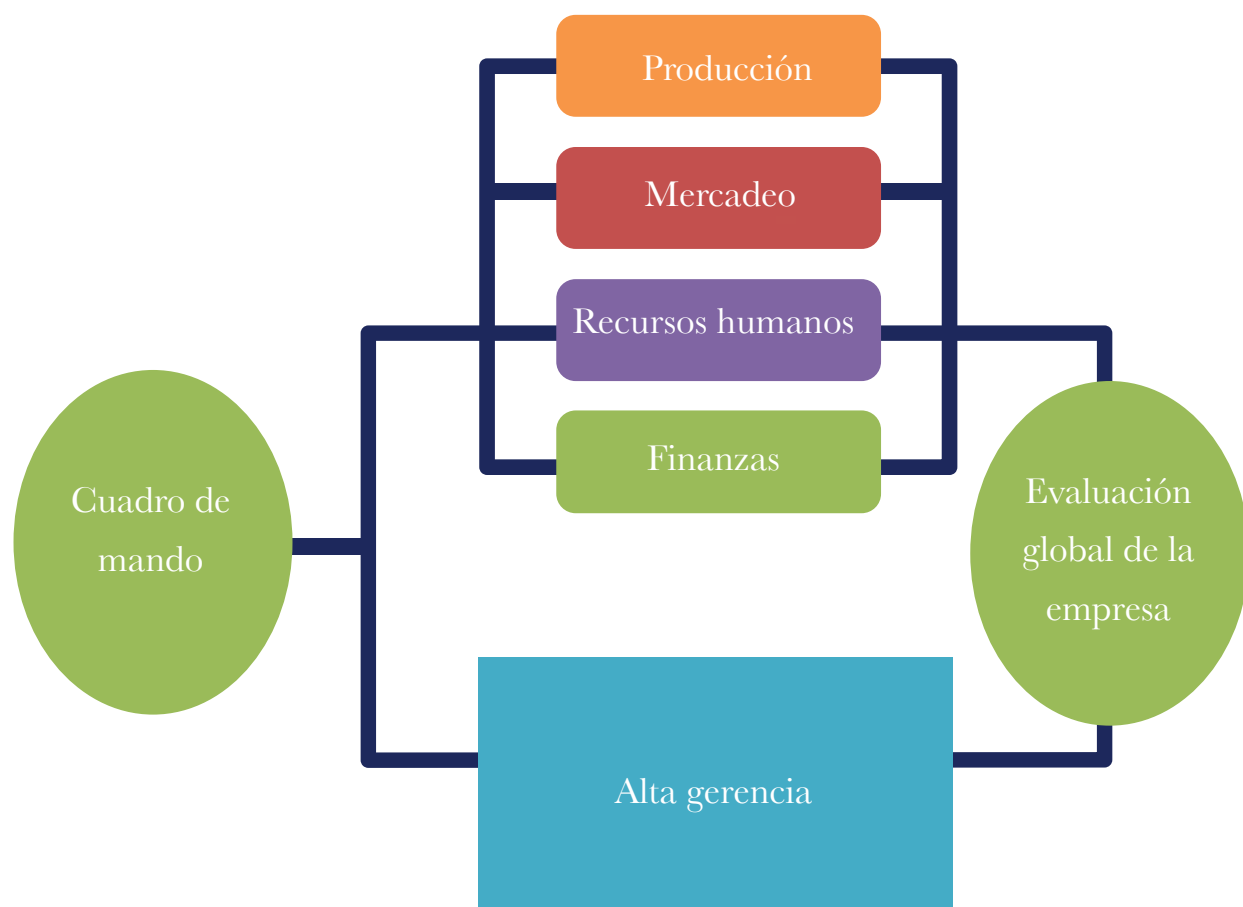 Producción
Mercadeo
Recursos humanos
Finanzas
Cuadro de
mando
Evaluación
global de la
empresa
Alta gerencia